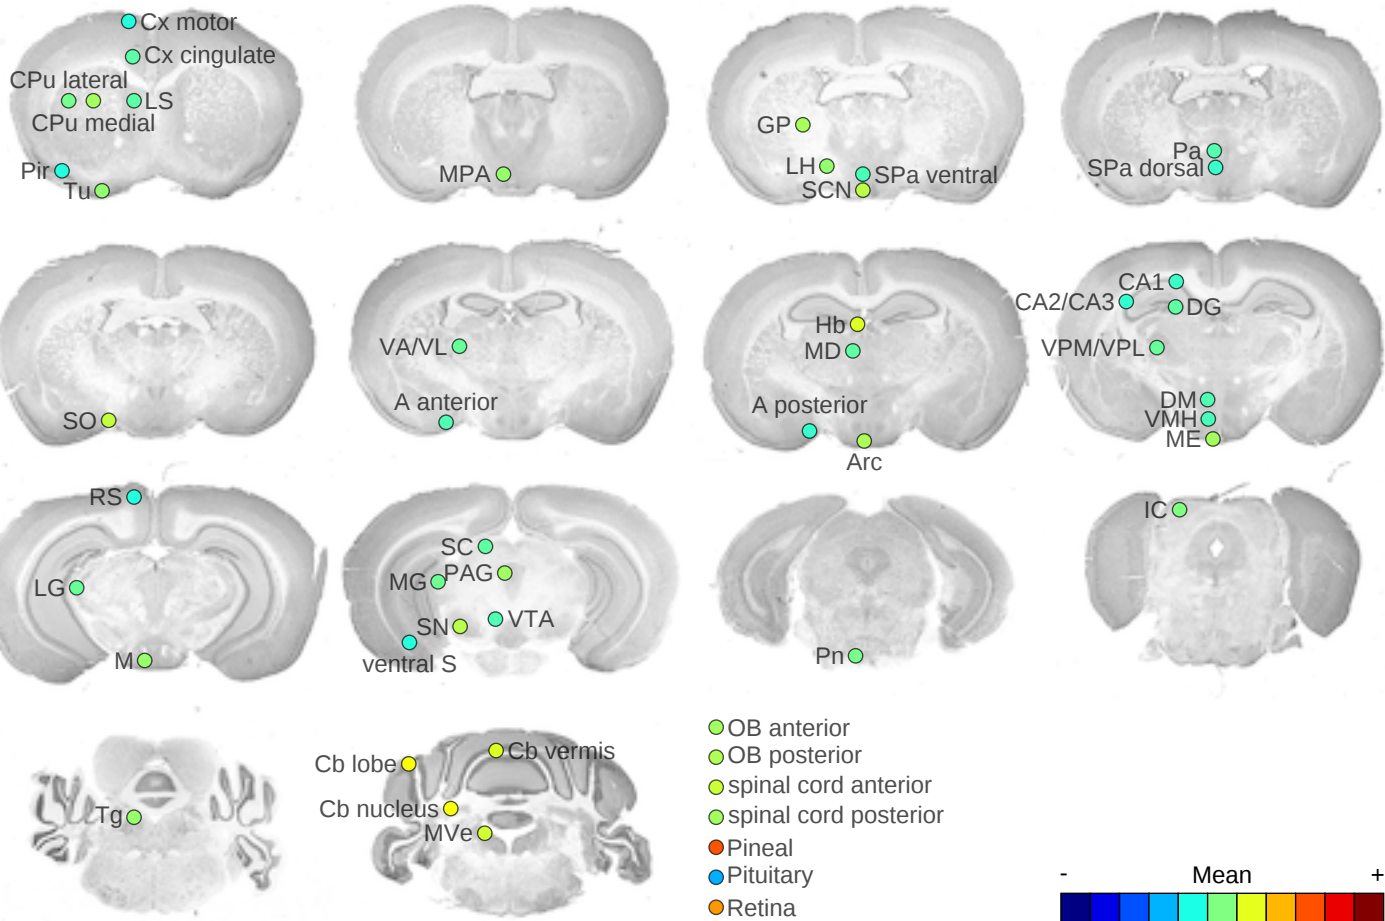 Cx motor
Cx cingulate
CPu lateral
LS
CPu medial
Pir
Tu
MPA
GP
LH
SPa ventral
SCN
Pa
SPa dorsal
SO
VA/VL
A anterior
Hb
MD
A posterior
Arc
CA1
CA2/CA3
DG
VPM/VPL
DM
VMH
ME
RS
LG
M
SC
MG
PAG
SN
VTA
ventral S
Pn
IC
Tg
Cb lobe
Cb vermis
Cb nucleus
MVe
OB anterior
OB posterior
spinal cord anterior
spinal cord posterior
Pineal
Pituitary
Retina
- Mean +